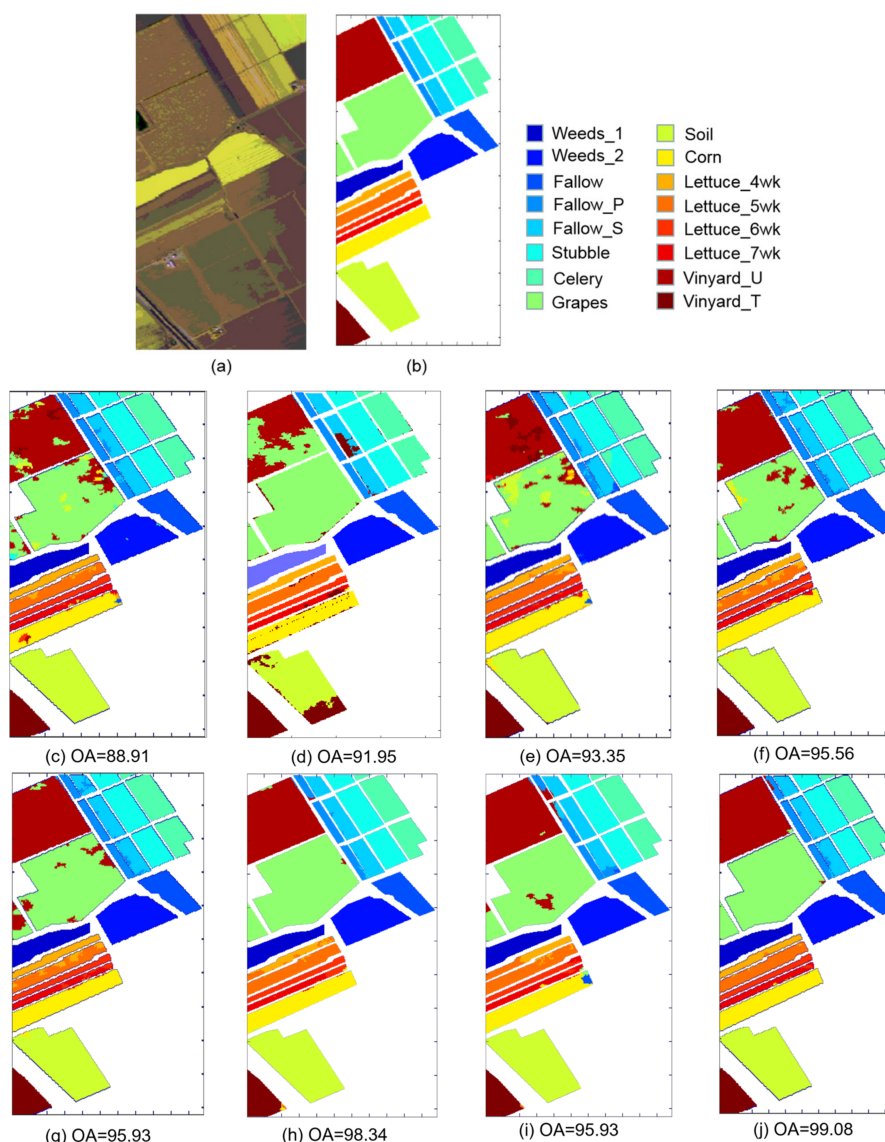 (a)
(b)
Weeds_1
Weeds_2
Fallow
Fallow_P
Fallow_S
Stubble
Celery
Grapes
Soil
Corn
Lettuce_4wk
Lettuce_5wk
Lettuce_6wk
Lettuce_7wk
Vinyard_U
Vinyard_T
(c) OA=88.91
(d) OA=91.95
(e) OA=93.35
(f) OA=95.56
(g) OA=95.93
(h) OA=98.34
(i) OA=95.93
(j) OA=99.08